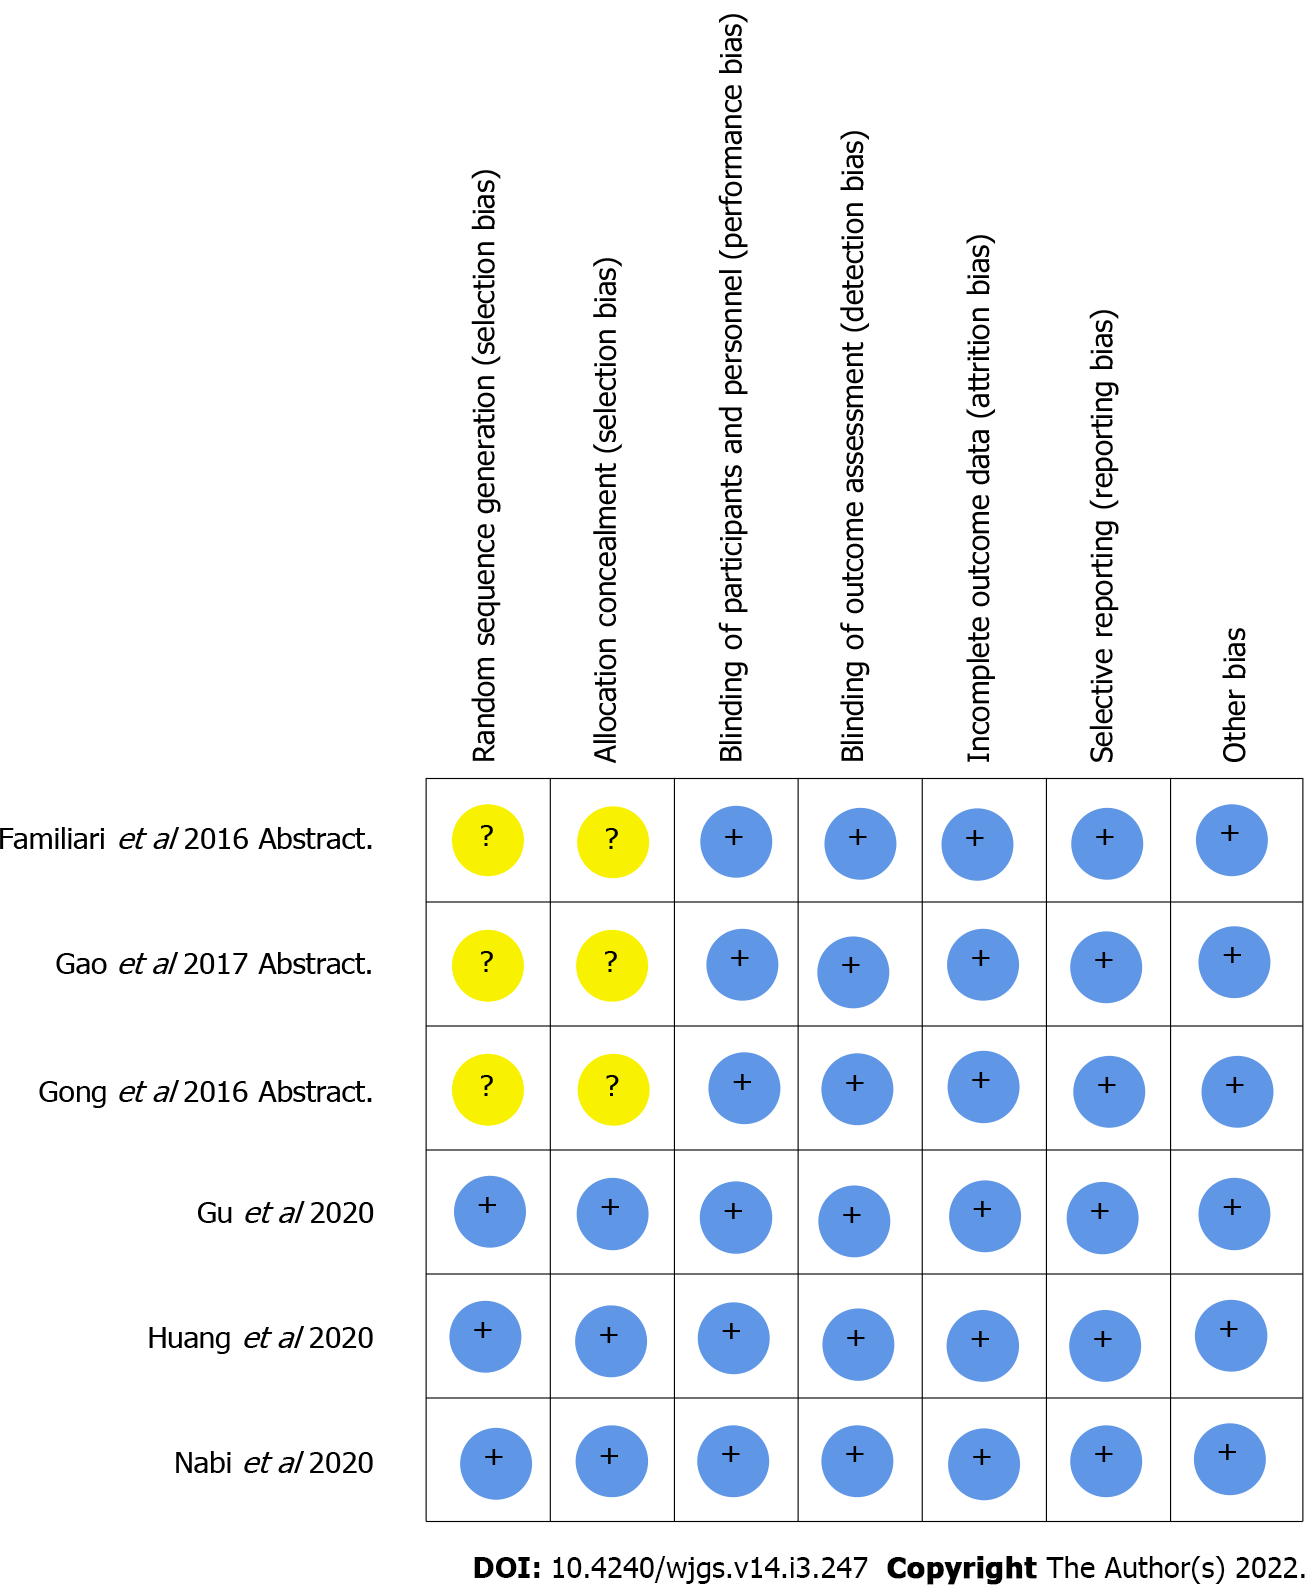 Random sequence generation (selection bias)
Allocation concealment (selection bias)
Blinding of participants and personnel (performance bias)
Blinding of outcome assessment (detection bias)
Incomplete outcome data (attrition bias)
Selective reporting (reporting bias)
Other bias
Familiari et al 2016 Abstract. ? ? + + + + +
Gao et al 2017 Abstract. ? ? + + + + +
Gong et al 2016 Abstract. ? ? + + + + +
Gu et al 2020 + + + + + + +
Huang et al 2020 + + + + + + +
Nabi et al 2020 + + + + + + +
DOI: 10.4240/wjgs.v14.i3.247 Copyright The Author(s) 2022.